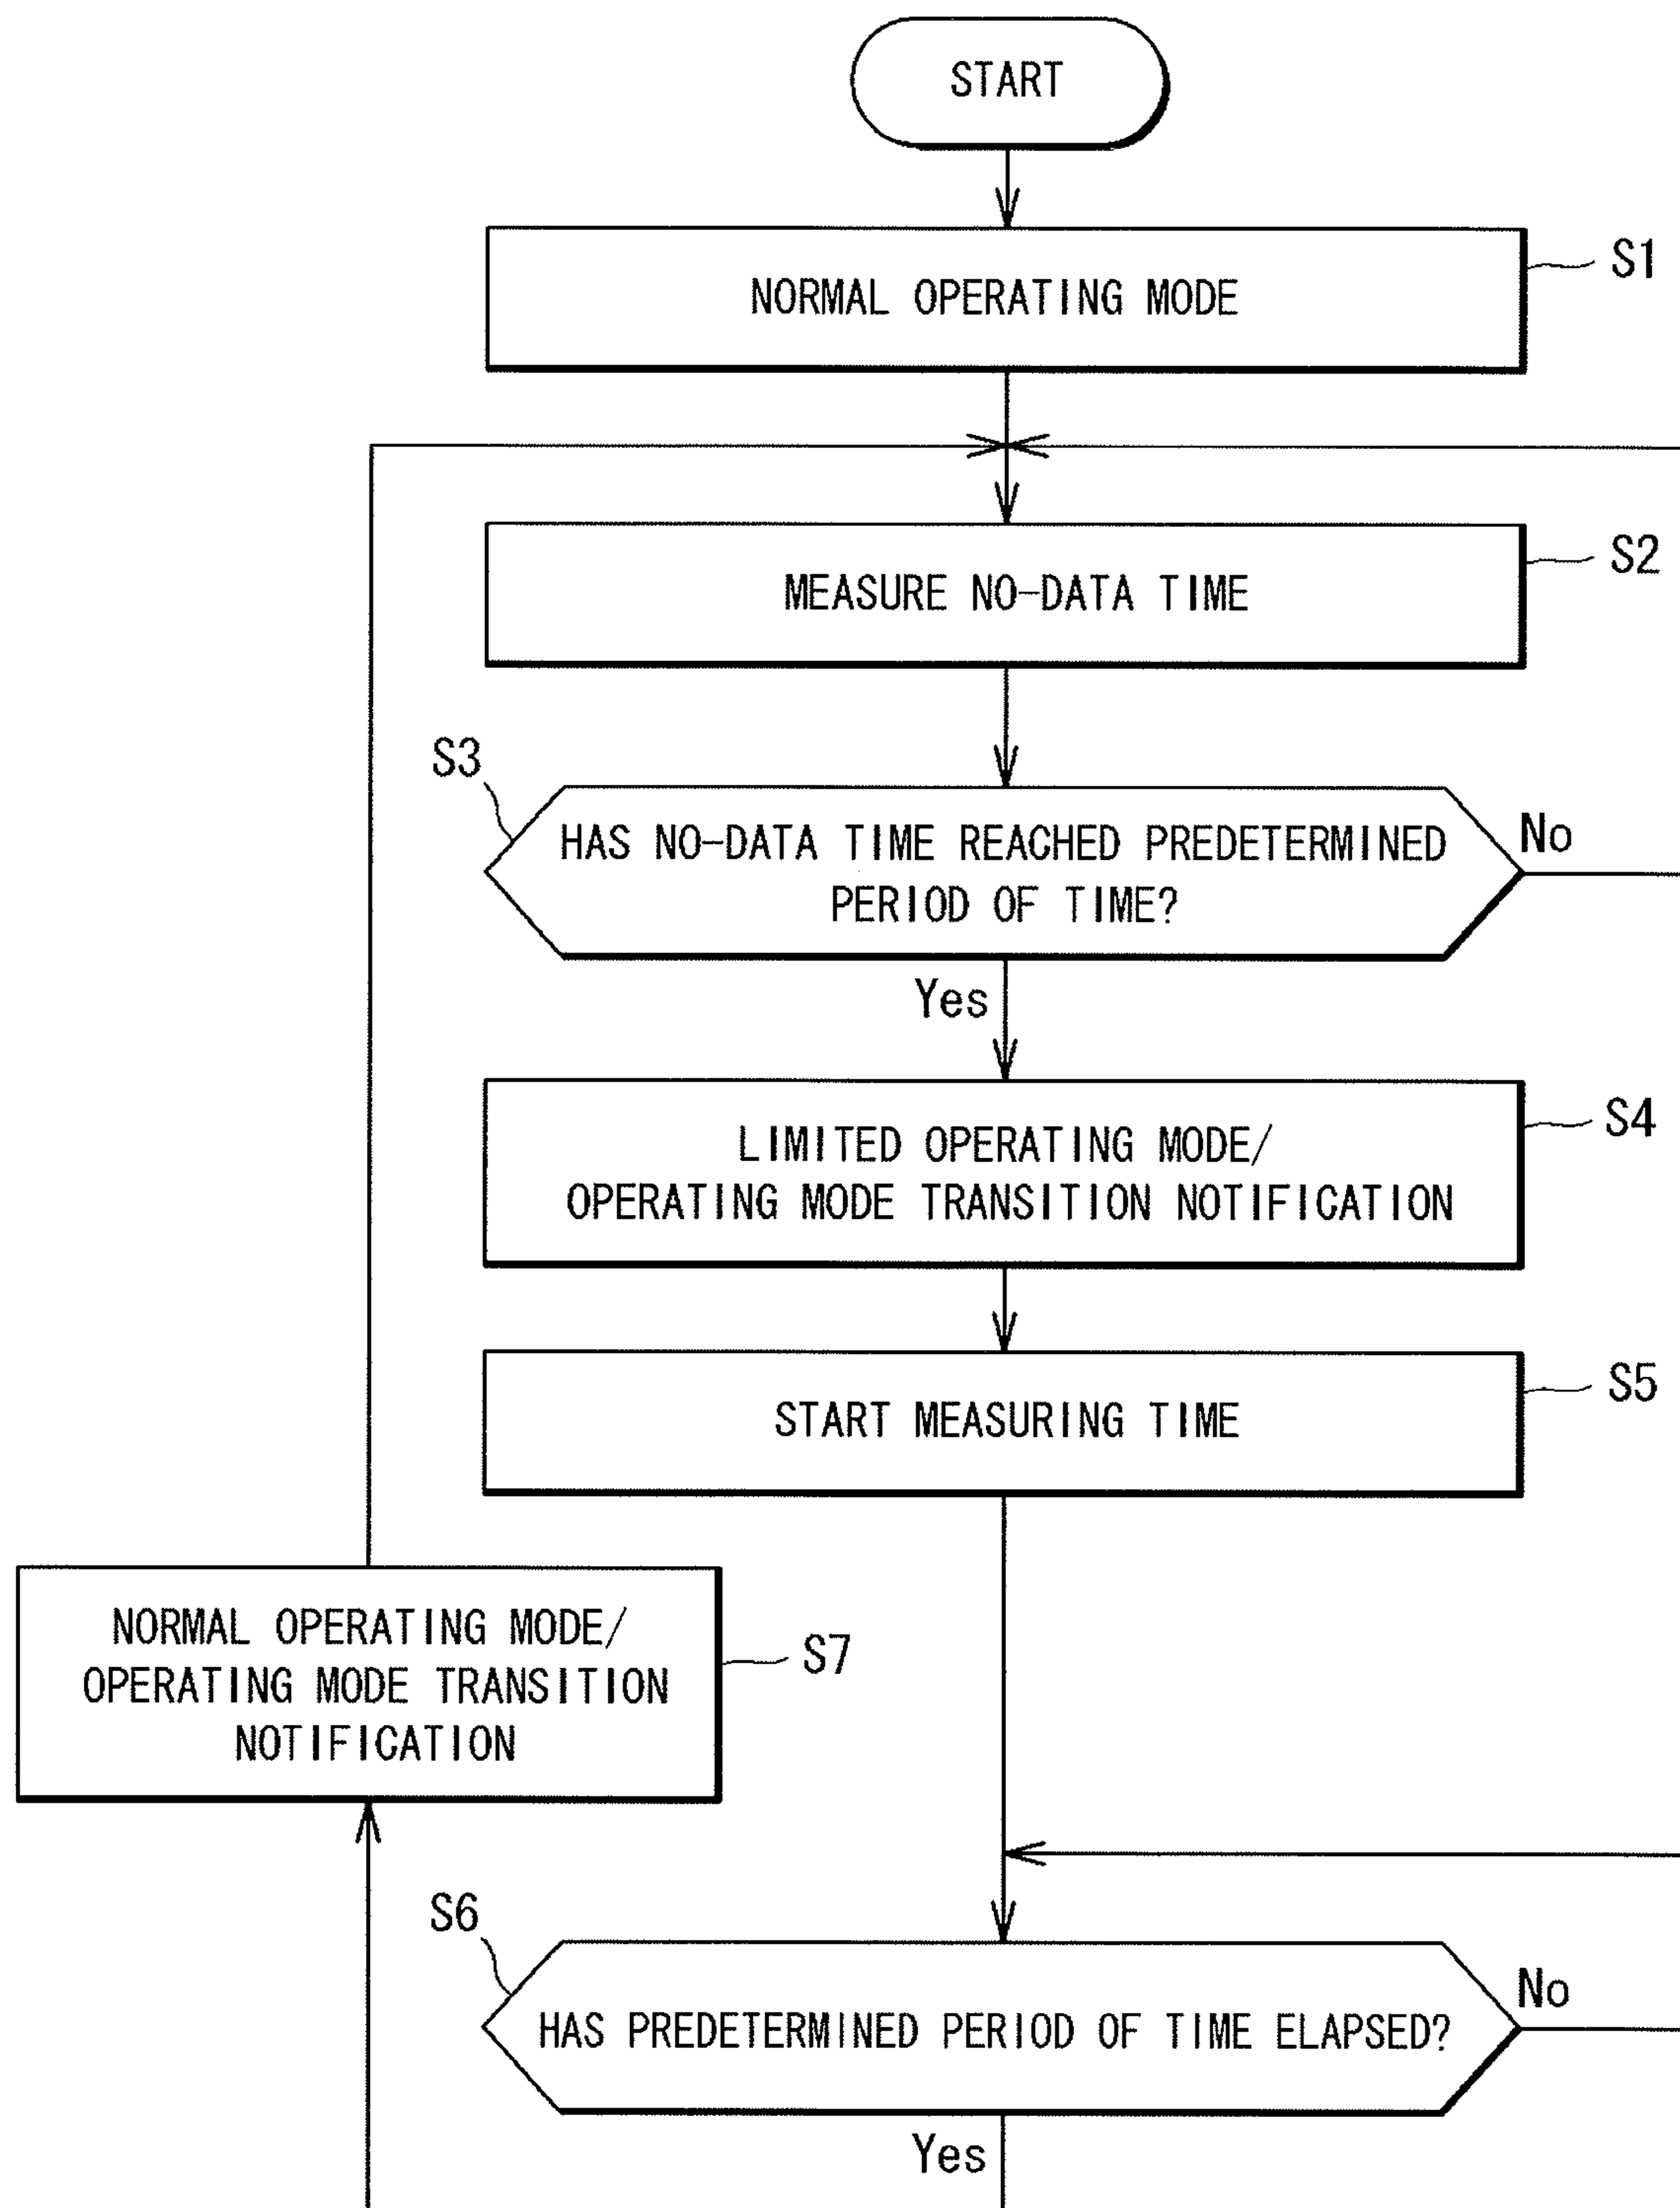 START
NORMAL OPERATING MODE
S1
MEASURE NO-DATA TIME
S2
S3
HAS NO-DATA TIME REACHED PREDETERMINED
PERIOD OF TIME?
No
Yes
LIMITED OPERATING MODE/
OPERATING MODE TRANSITION NOTIFICATION
S4
START MEASURING TIME
S5
NORMAL OPERATING MODE/
OPERATING MODE TRANSITION
NOTIFICATION
S7
S6
HAS PREDETERMINED PERIOD OF TIME ELAPSED?
No
Yes